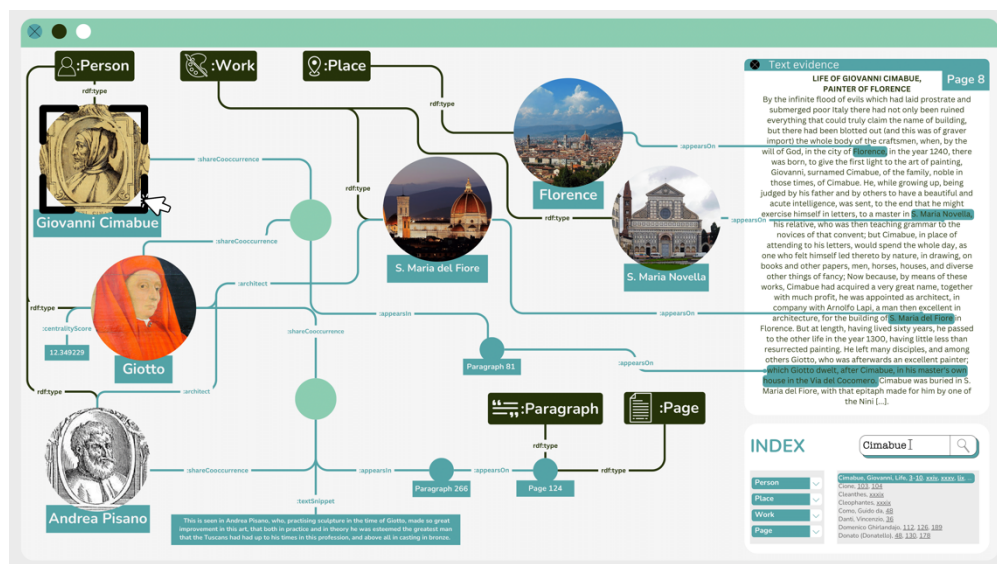 :Person
:Work
:Place
rdf:type
rdf:type
rdf:type
:shareCooccurrence
Giovanni Cimabue
:shareCooccurrence
rdf:type
S. Maria del Fiore
Florence
:appearsOn
rdf:type
:appearsOn
S. Maria Novella
:architect
rdf:type
:centralityScore
12,349229
Giotto
:shareCooccurrence
:appearsIn
Paragraph 81
:appearsOn
:appearsOn
rdf:type
:architect
:Paragraph
:Page
rdf:type
:shareCooccurrence
:appearsIn
:appearsOn
rdf:type
Paragraph 266
Page 124
Andrea Pisano
:textSnippet
This is seen in Andrea Pisano, who, practising sculpture in the time of Giotto, made so great
improvement in this art, that both in practice and in theory he was esteemed the greatest man
that the Tuscans had had up to his times in this profession, and above all in casting in bronze.
Text evidence
Page 8
LIFE OF GIOVANNI CIMABUE,
PAINTER OF FLORENCE
By the infinite flood of evils which had laid prostrate and
submerged poor Italy there had not only been ruined
everything that could truly claim the name of building,
but there had been blotted out (and this was of graver
import) the whole body of the craftsmen, when, by the
will of God, in the city of Florence, in the year 1240, there
was born, to give the first light to the art of painting,
Giovanni, surnamed Cimabue, of the family, noble in
those times, of Cimabue. He, while growing up, being
judged by his father and by others to have a beautiful and
acute intelligence, was sent, to the end that he might
exercise himself in letters, to a master in S. Maria Novella,
his relative, who was then teaching grammar to the
novices of that convent; but Cimabue, in place of
attending to his letters, would spend the whole day, as
one who felt himself led thereto by nature, in drawing, on
books and other papers, men, horses, houses, and diverse
other things of fancy; Now because, by means of these
works, Cimabue had acquired a very great name, together
with much profit, he was appointed as architect, in
company with Arnolfo Lapi, a man then excellent in
architecture, for the building of S. Maria del Fiore in
Florence. But at length, having lived sixty years, he passed
to the other life in the year 1300, having little less than
resurrected painting. He left many disciples, and among
others Giotto, who was afterwards an excellent painter;
which Giotto dwelt, after Cimabue, in his master's own
house in the Via del Cocomero. Cimabue was buried in S.
Maria del Fiore, with that epitaph made for him by one of
the Nini [...].
INDEX
Cimabue
Person
Place
Work
Page
Cimabue, Giovanni, Life, 3-10, xxiv, xxxv, lix, ..
Cione, 103, 104
Cleanthes, xxxix
Cleophantes, xxxix
Como, Guido da, 48
Danti, Vincenzio, 36
Domenico Ghirlandajo, 112, 126, 189
Donato (Donatello), 48, 130, 178